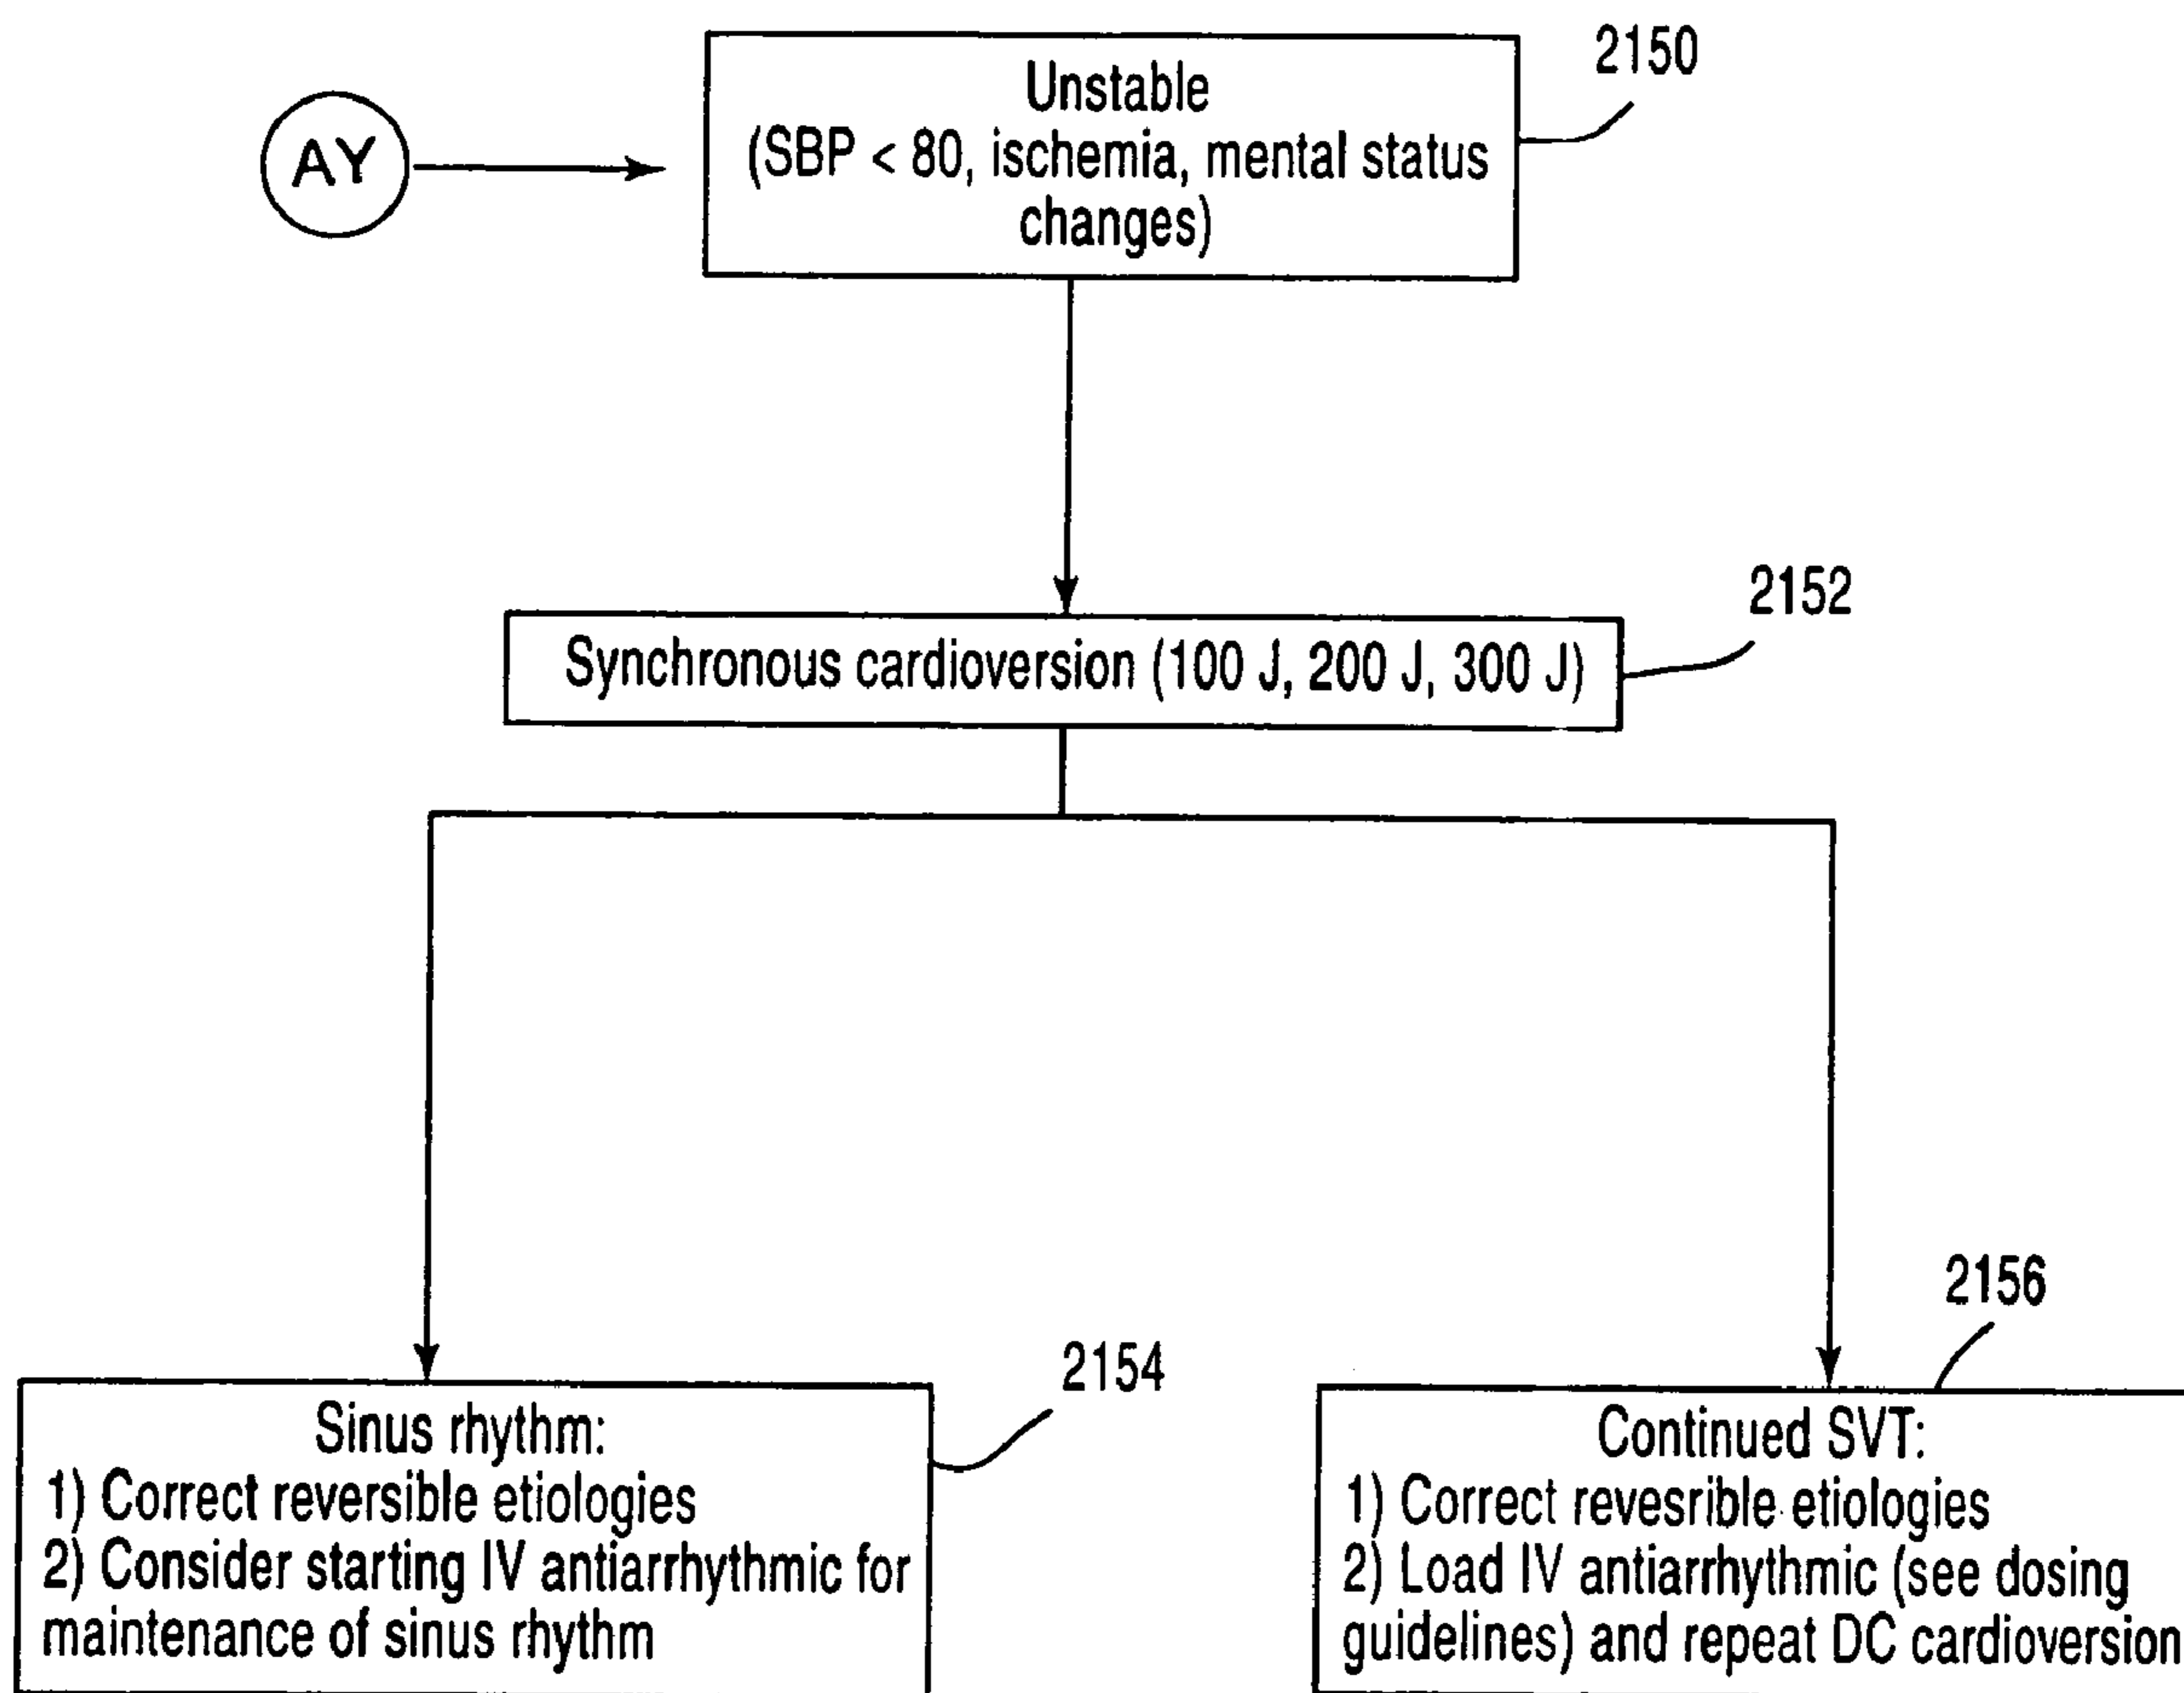 2150
Unstable
(SBP < 80, ischemia, mental status
changes)
AY
2152
Synchronous cardioversion (100 J, 200 J, 300 J)
2154
Sinus rhythm:
1) Correct reversible etiologies
2) Consider starting IV antiarrhythmic for
maintenance of sinus rhythm
2156
Continued SVT:
1) Correct revesrible etiologies
2) Load IV antiarrhythmic (see dosing
guidelines) and repeat DC cardioversion